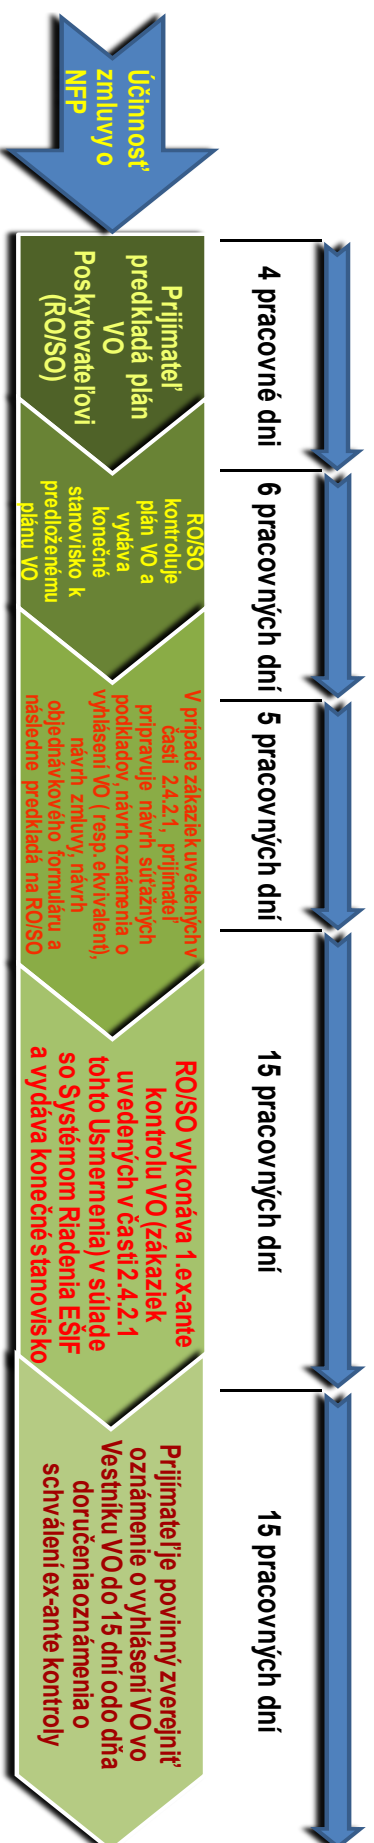 Účinnosť
zmluvy o
NFP
4 pracovné dni
6 pracovných dní
5 pracovných dní
15 pracovných dní
15 pracovných dní
Prijímateľ
predkladá plán
VO
Poskytovateľovi
(RO/SO)
RO/SO
kontroluje
plán VO a
vydáva
konečné
stanovisko k
predloženému
plánu VO
V prípade zákaziek uvedených v
časti 2.4.2.1, prijímateľ
pripravuje návrh súťažných
podkladov, návrh oznámenia o
vyhlásení VO ( resp. ekvivalent),
návrh zmluvy, návrh
objednávkového formuláru a
následne predkladá na RO/SO
RO/SO vykonáva 1.ex-ante
kontrolu VO (zákaziek
uvedených v časti 2.4.2.1
tohto Usmernenia) v súlade
so Systémom Riadenia EŠIF
a vydáva konečné stanovisko
Prijímateľ je povinný zverejniť
oznámenie o vyhlásení VO vo
Vestníku VO do 15 dní odo dňa
doručenia oznámenia o
schválení ex-ante kontroly